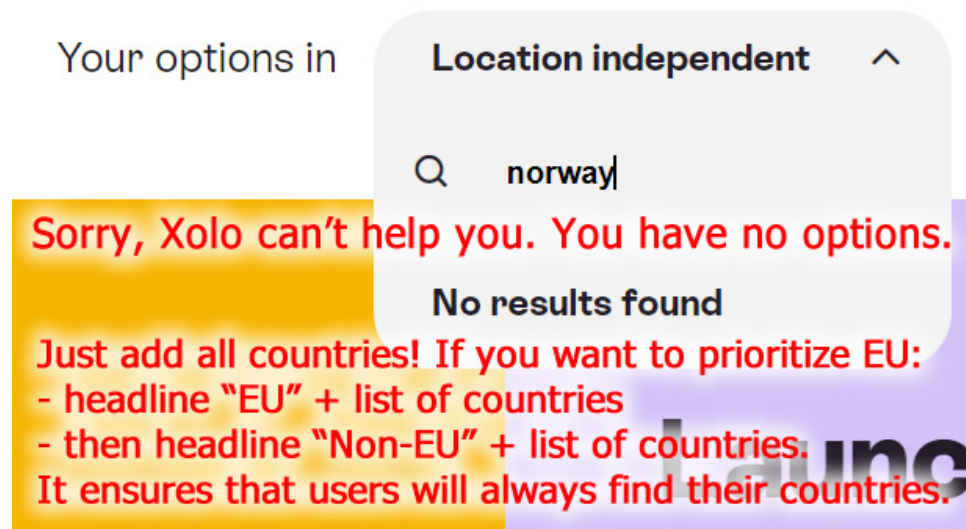 Your options in Location independent
norway
Sorry, Xolo can’t help you. You have no options.
No results found
Just add all countries! If you want to prioritize EU:
- headline “EU” + list of countries
- then headline “Non-EU” + list of countries.
Launc
It ensures that users will always find their countries.